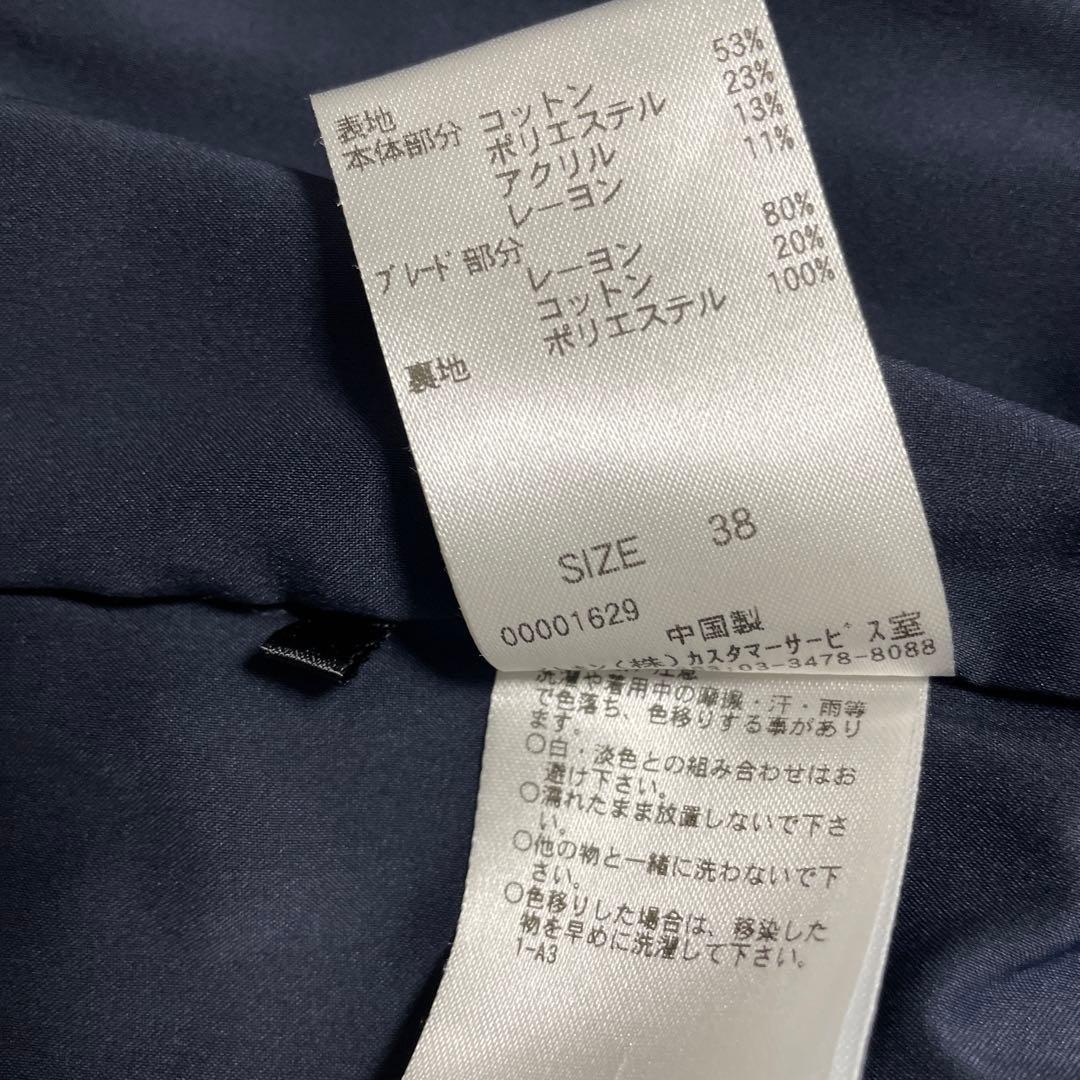 表地
本体部分 コットン 53%
ポリエステル 23%
アクリル 13%
レーヨン 11%
ブレード部分 レーヨン 80%
コットン 20%
裏地 ポリエステル 100%
SIZE 38
00001629 中国製
(株)カスタマーサービス室
3-3478-8088
注意
洗濯や着用中の摩擦・汗・雨等
で色落ち、色移りする事があり
ます。
○白・淡色との組み合わせはお
避け下さい。
○濡れたまま放置しないで下さ
い。
○他の物と一緒に洗わないで下
さい。
○色移りした場合は、移染した
物を早めに洗濯して下さい。
1-A3